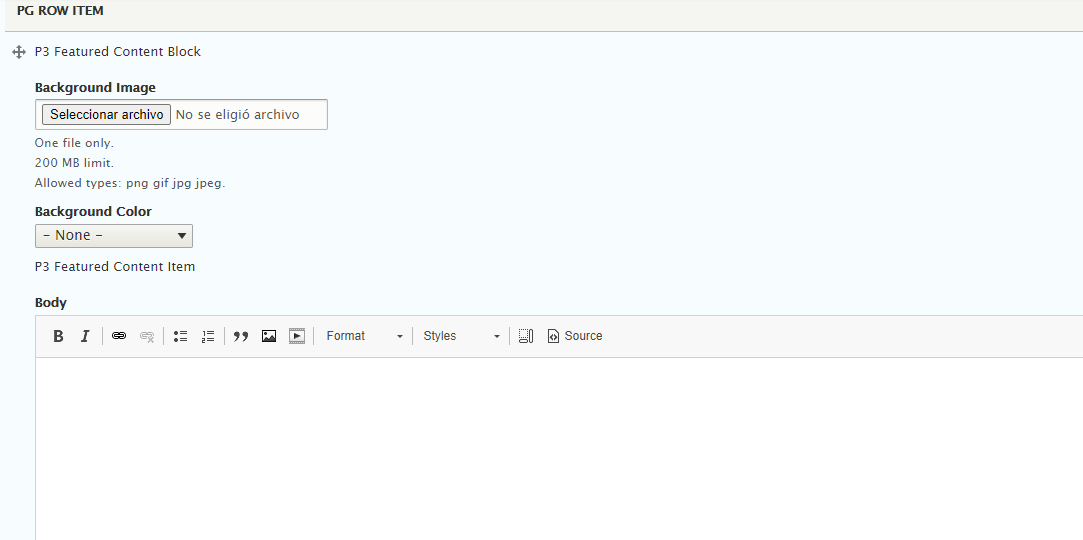 PG ROW ITEM
P3 Featured Content Block
Background Image
Seleccionar archivo No se eligió archivo
One file only.
200 MB limit.
Allowed types: png gif jpg jpeg.
Background Color
- None -
P3 Featured Content Item
Body
B I Format Styles Source